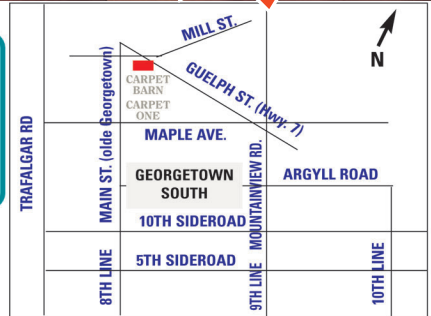 MILL ST.
N
GUELPH ST. (Hwy. 7)
CARPET
BARN
CARPET
ONE
MAPLE AVE.
TRAFALGAR RD
MAIN ST. (olde Georgetown)
GEORGETOWN
SOUTH
MOUNTAINVIEW RD.
ARGYLL ROAD
10TH SIDEROAD
5TH SIDEROAD
8TH LINE
9TH LINE
10TH LINE